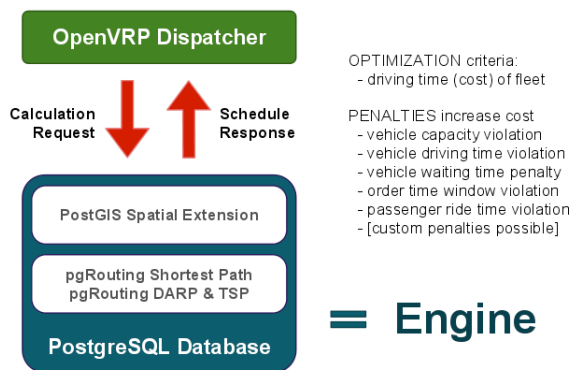 OpenVRP Dispatcher
Calculation
Request
Schedule
Response
PostGIS Spatial Extension
pgRouting Shortest Path
pgRouting DARP & TSP
PostgreSQL Database
OPTIMIZATION criteria:
- driving time (cost) of fleet
PENALTIES increase cost
- vehicle capacity violation
- vehicle driving time violation
- vehicle waiting time penalty
- order time window violation
- passenger ride time violation
- [custom penalties possible]
= Engine